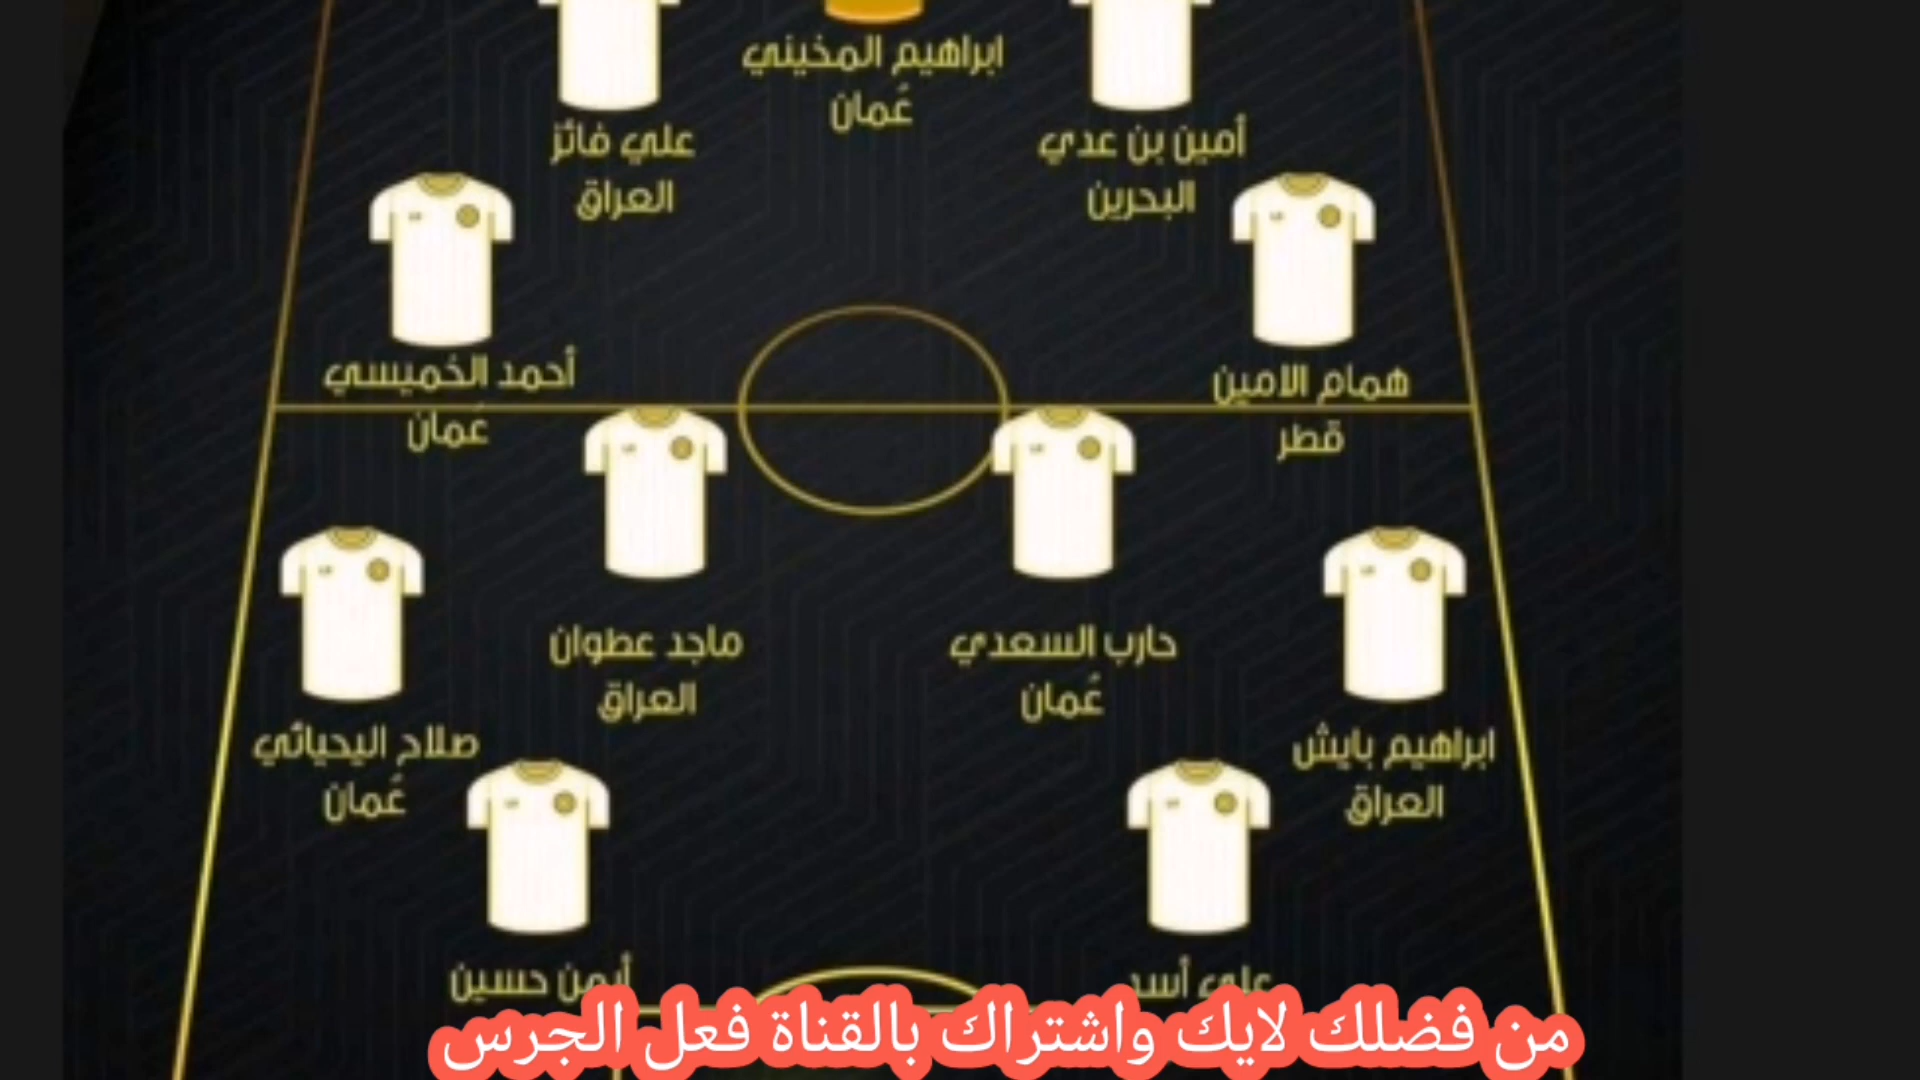 ابراهيم المخيني
عُمان
أمين بن عدي
البحرين
علي فائز
العراق
همام الامين
قطر
أحمد الخميسي
عُمان
حارب السعدي
عُمان
ماجد عطوان
العراق
ابراهيم بايش
العراق
صلاح اليحيائي
عُمان
علي أسد
أيمن حسين
من فضلك لايك واشتراك بالقناة فعل الجرس